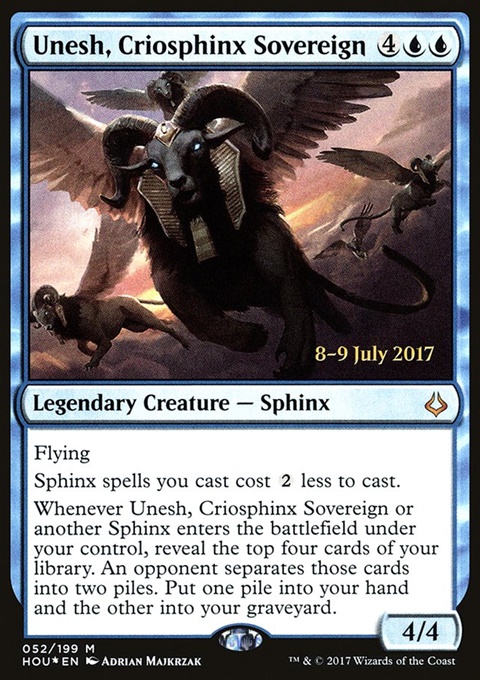 Unesh, Criosphinx Sovereign 4
8–9 July 2017
Legendary Creature — Sphinx
Flying
Sphinx spells you cast cost 2 less to cast.
Whenever Unesh, Criosphinx Sovereign or
another Sphinx enters the battlefield under
your control, reveal the top four cards of your
library. An opponent separates those cards
into two piles. Put one pile into your hand
and the other into your graveyard.
4/4
052/199 M
HOU★EN Adrian Majkrzak
™ & © 2017 Wizards of the Coast